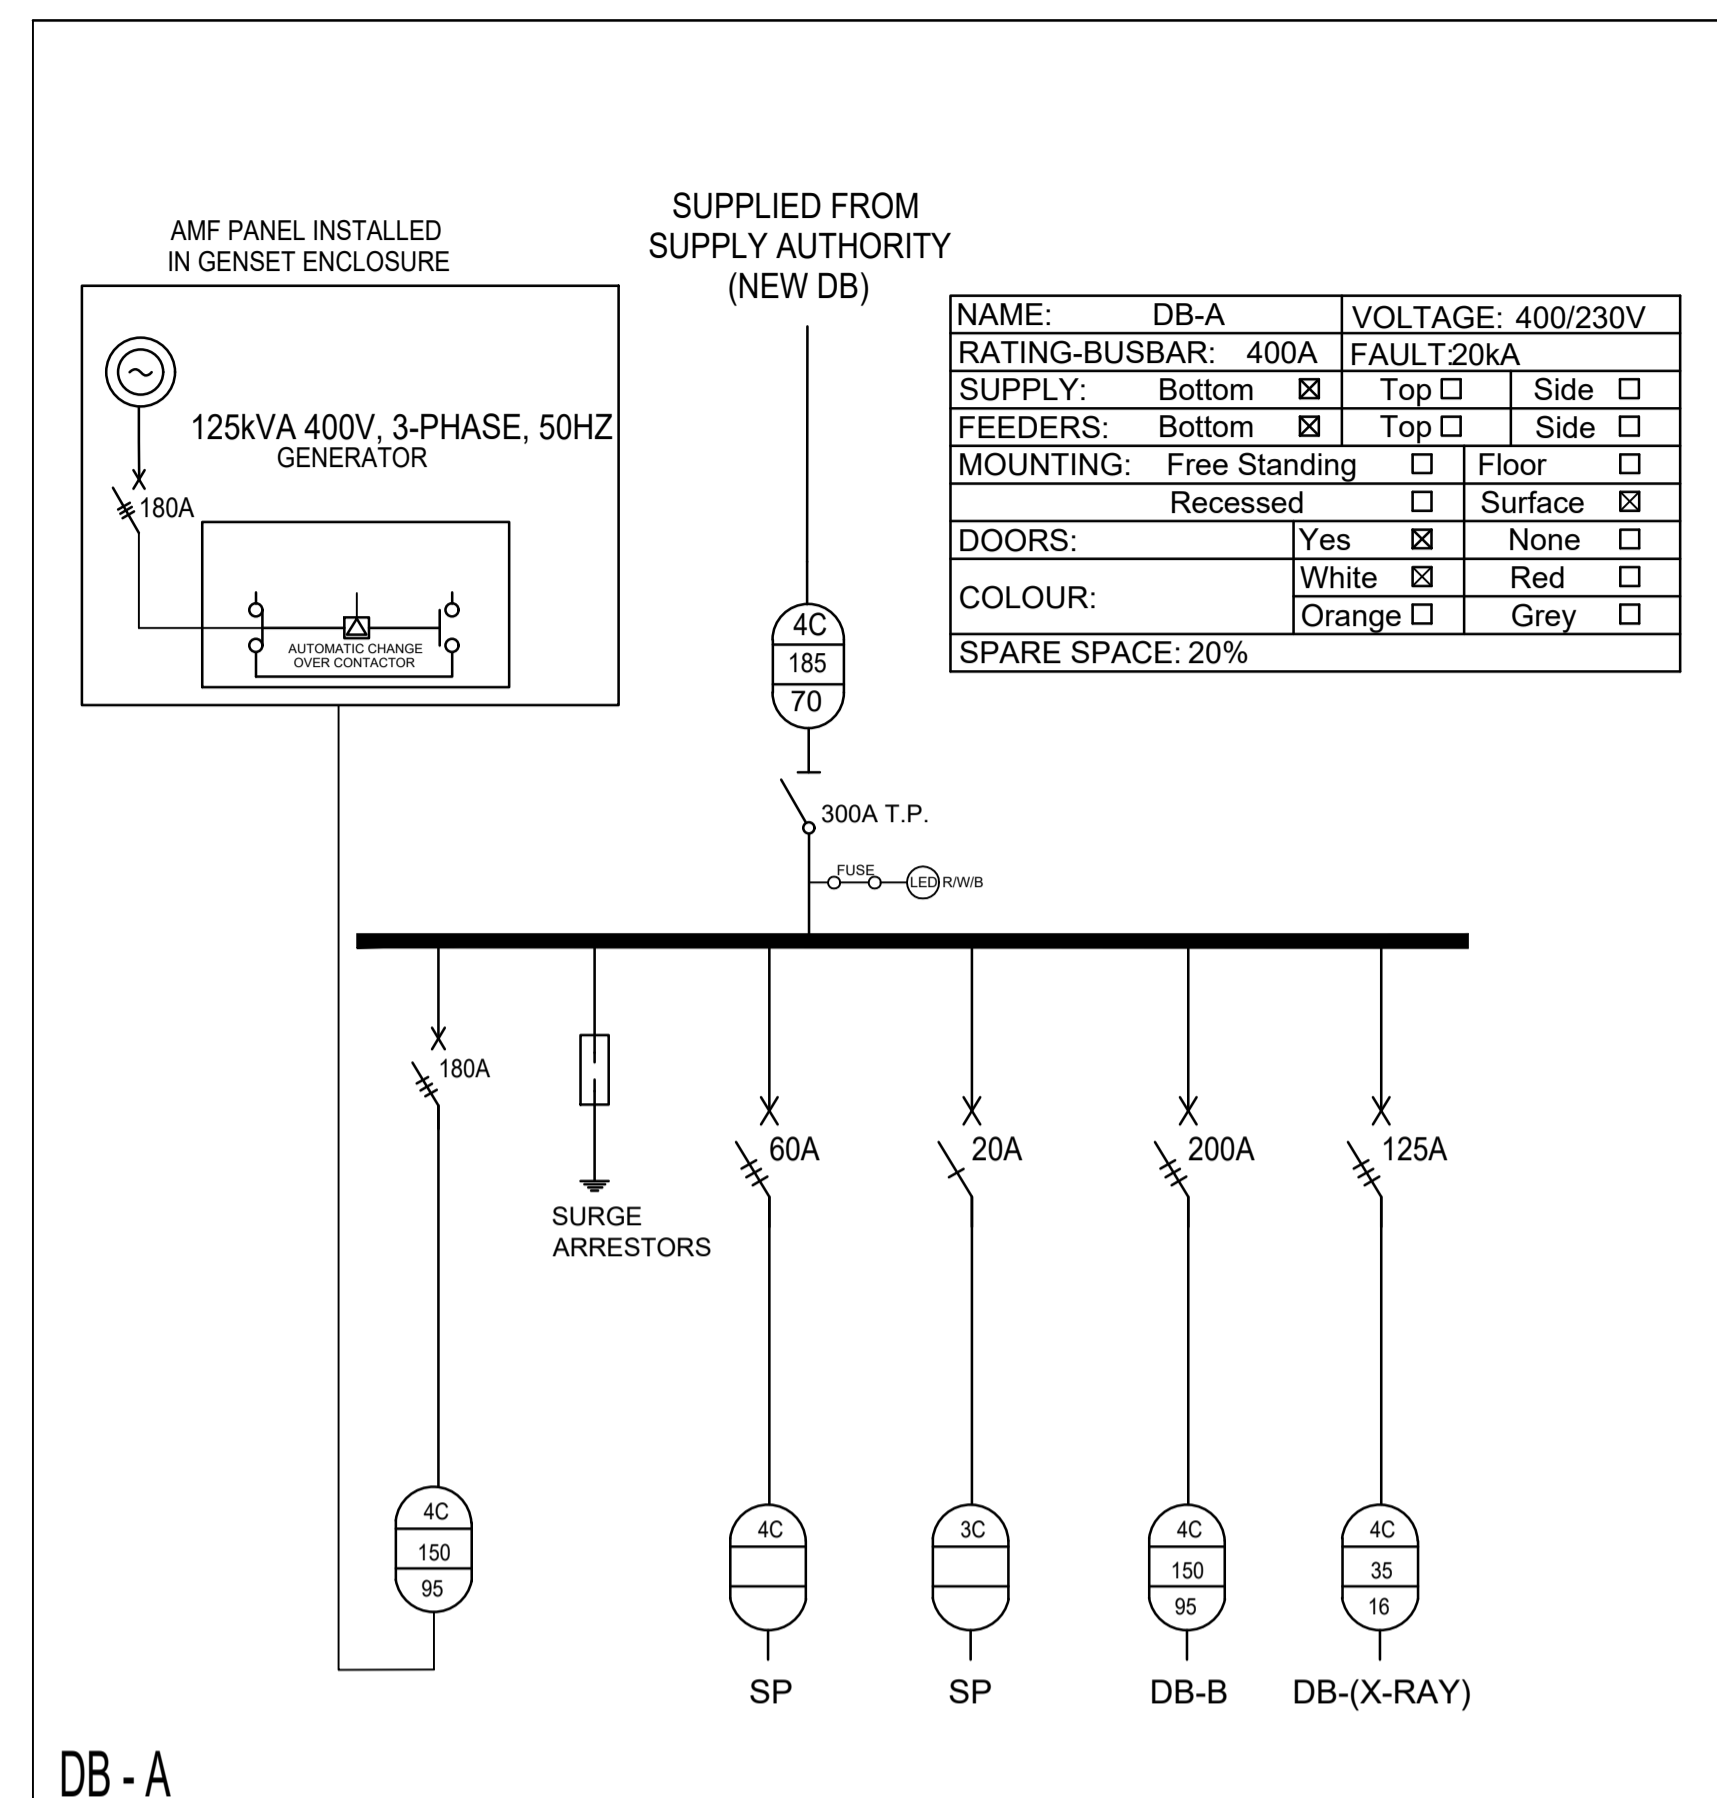 AMF PANEL INSTALLED
IN GENSET ENCLOSURE
125kVA 400V, 3-PHASE, 50HZ
GENERATOR
180A
AUTOMATIC CHANGE
OVER CONTACTOR
SUPPLIED FROM
SUPPLY AUTHORITY
(NEW DB)
NAME: DB-A VOLTAGE: 400/230V
RATING-BUSBAR: 400A FAULT:20kA
SUPPLY: Bottom ☒ Top ☐ Side ☐
FEEDERS: Bottom ☒ Top ☐ Side ☐
MOUNTING: Free Standing ☐ Floor ☐
Recessed ☐ Surface ☒
DOORS: Yes ☒ None ☐
COLOUR: White ☒ Red ☐
Orange ☐ Grey ☐
SPARE SPACE: 20%
4C
185
70
300A T.P.
FUSE
LED R/W/B
180A
SURGE
ARRESTORS
60A
20A
200A
125A
4C
150
95
4C
SP
3C
SP
4C
150
95
DB-B
4C
35
16
DB-(X-RAY)
DB - A